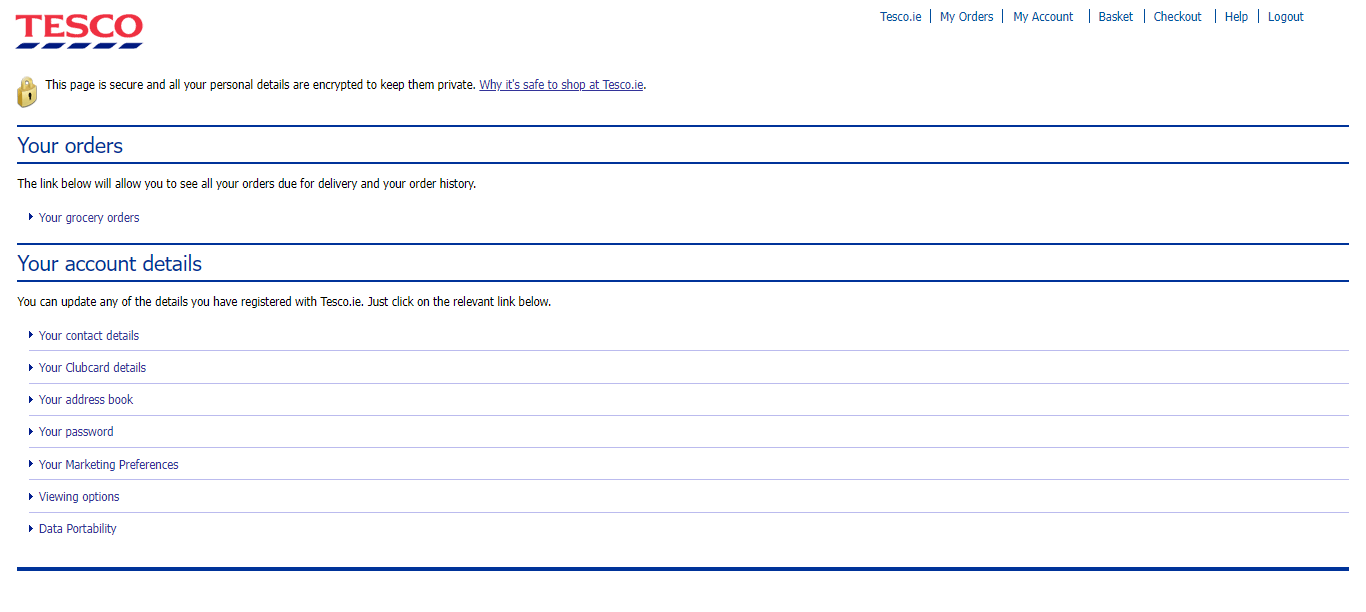 TESCO
Tesco.ie | My Orders | My Account | Basket | Checkout | Help | Logout
This page is secure and all your personal details are encrypted to keep them private. Why it's safe to shop at Tesco.ie.
Your orders
The link below will allow you to see all your orders due for delivery and your order history.
Your grocery orders
Your account details
You can update any of the details you have registered with Tesco.ie. Just click on the relevant link below.
Your contact details
Your Clubcard details
Your address book
Your password
Your Marketing Preferences
Viewing options
Data Portability